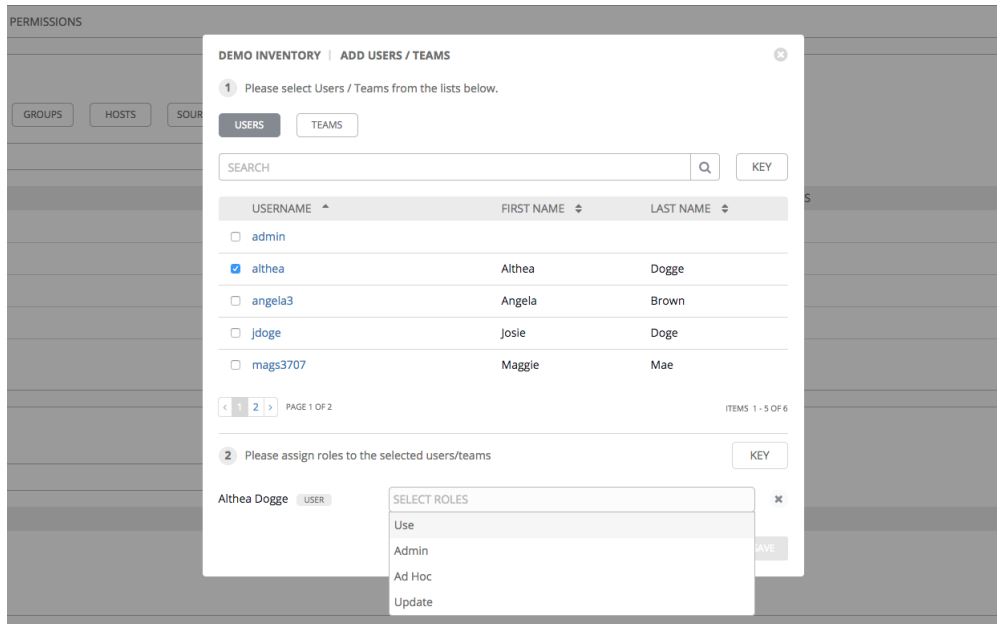 PERMISSIONS
DEMO INVENTORY | ADD USERS / TEAMS
1 Please select Users / Teams from the lists below.
GROUPS HOSTS SOUR
USERS TEAMS
SEARCH KEY
USERNAME FIRST NAME LAST NAME S
admin
althea Althea Dogge
angela3 Angela Brown
jdoge Josie Doge
mags3707 Maggie Mae
< 1 2 > PAGE 1 OF 2 ITEMS 1 - 5 OF 6
2 Please assign roles to the selected users/teams KEY
Althea Dogge USER SELECT ROLES
Use
Admin AVE
Ad Hoc
Update